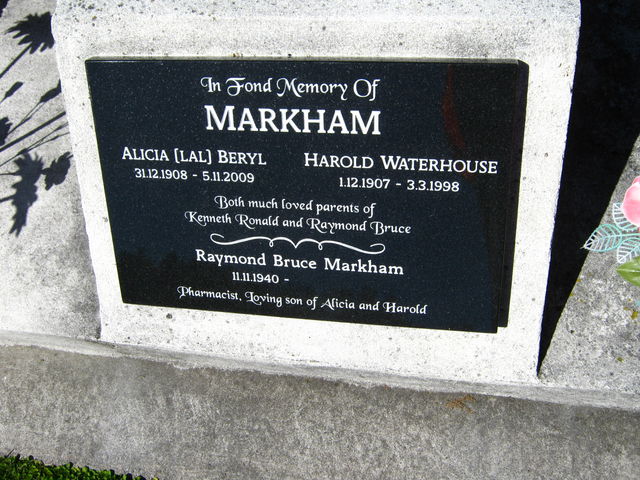 In Fond Memory Of
MARKHAM
ALICIA [LAL] BERYL
31.12.1908 - 5.11.2009
HAROLD WATERHOUSE
1.12.1907 - 3.3.1998
Both much loved parents of
Kenneth Ronald and Raymond Bruce
Raymond Bruce Markham
11.11.1940 -
Pharmacist, Loving son of Alicia and Harold